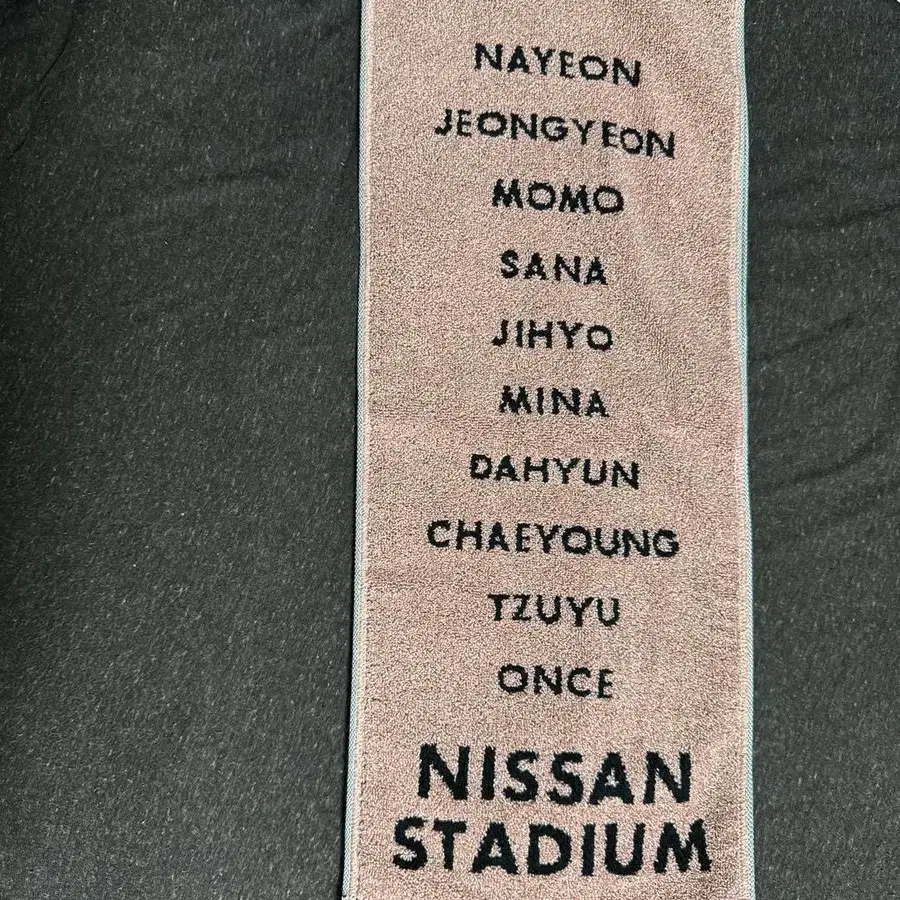 NAYEON
JEONGYEON
MOMO
SANA
JIHYO
MINA
DAHYUN
CHAEYOUNG
TZUYU
ONCE
NISSAN
STADIUM